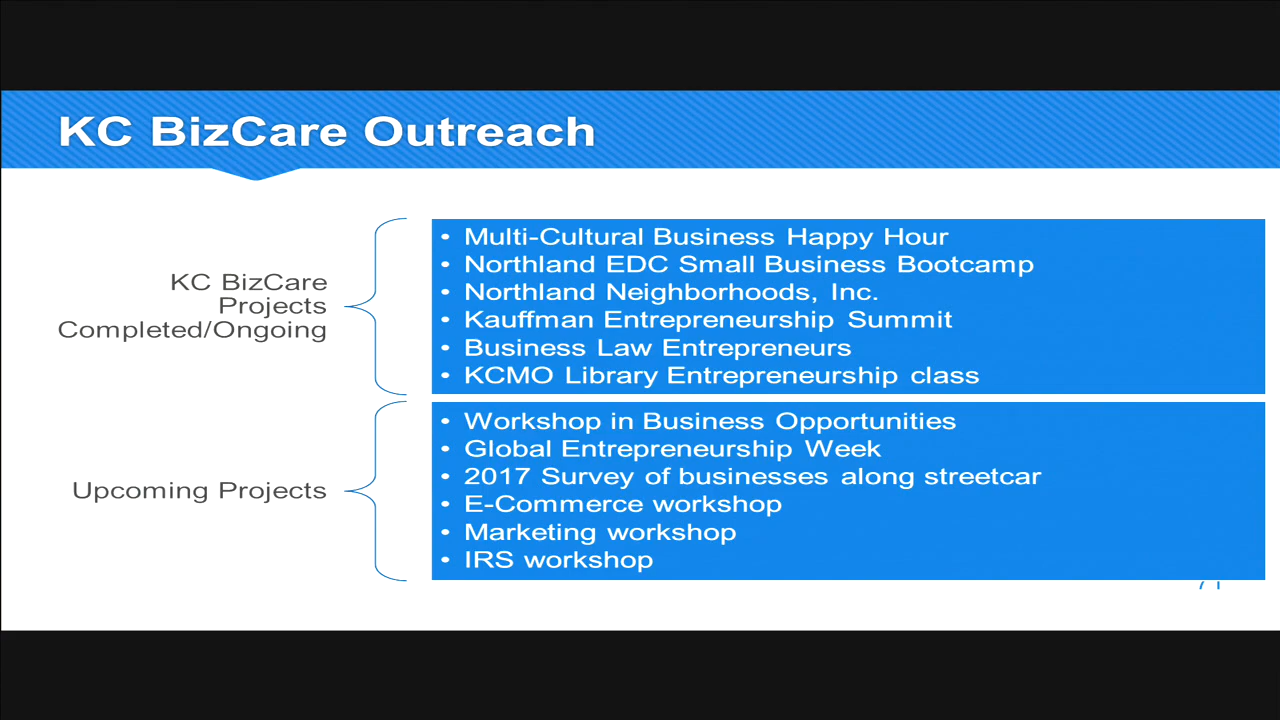 KC BizCare Outreach
KC BizCare
Projects
Completed/Ongoing
• Multi-Cultural Business Happy Hour
• Northland EDC Small Business Bootcamp
• Northland Neighborhoods, Inc.
• Kauffman Entrepreneurship Summit
• Business Law Entrepreneurs
• KCMO Library Entrepreneurship class
Upcoming Projects
• Workshop in Business Opportunities
• Global Entrepreneurship Week
• 2017 Survey of businesses along streetcar
• E-Commerce workshop
• Marketing workshop
• IRS workshop